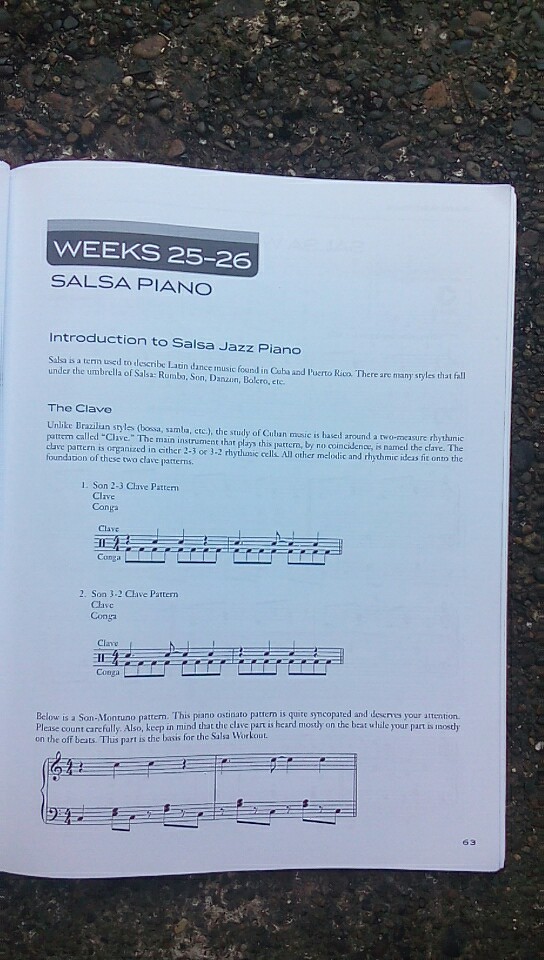 WEEKS 25–26
SALSA PIANO
Introduction to Salsa Jazz Piano
Salsa is a term used to describe Latin dance music found in Cuba and Puerto Rico. There are many styles that fall
under the umbrella of Salsa: Rumba, Son, Danzon, Bolero, etc.
The Clave
Unlike Brazilian styles (bossa, samba, etc.), the study of Cuban music is based around a two-measure rhythmic
pattern called “Clave.” The main instrument that plays this pattern, by no coincidence, is named the clave. The
clave pattern is organized in either 2-3 or 3-2 rhythmic cells. All other melodic and rhythmic ideas fit onto the
foundation of these two clave patterns.
1. Son 2-3 Clave Pattern
Clave
Conga
Clave
4
4
Conga
2. Son 3-2 Clave Pattern
Clave
Conga
Clave
4
4
Conga
Below is a Son-Montuno pattern. This piano ostinato pattern is quite syncopated and deserves your attention.
Please count carefully. Also, keep in mind that the clave part is heard mostly on the beat while your part is mostly
on the off beats. This part is the basis for the Salsa Workout.
4
4
4
4
63